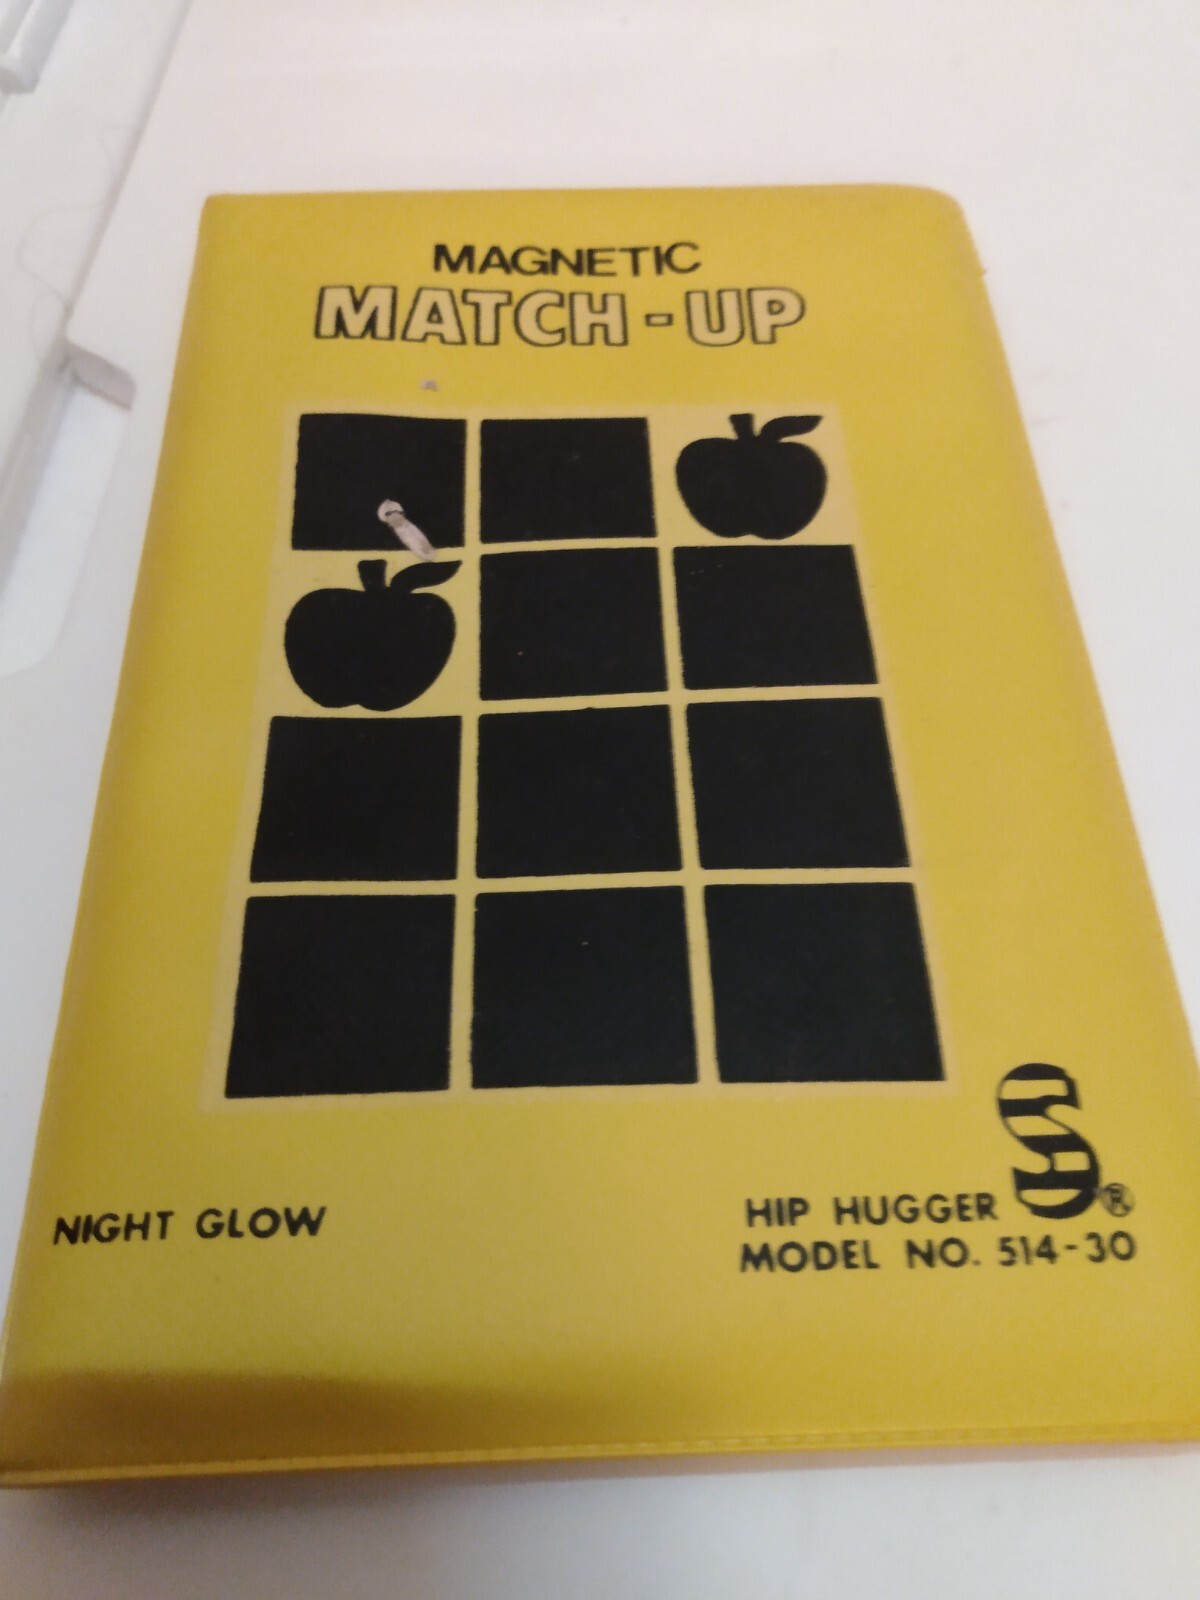 MAGNETIC
MATCH-UP
NIGHT GLOW
HIP HUGGER S®
MODEL NO. 514-30